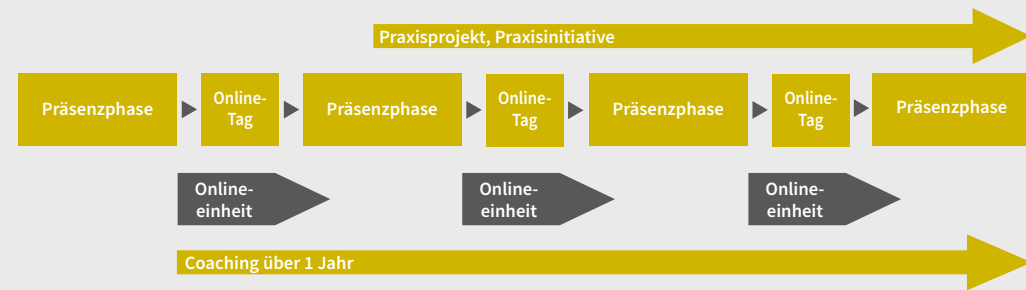 Praxisprojekt, Praxisinitiative
Präsenzphase
Online-
Tag
Präsenzphase
Online-
Tag
Präsenzphase
Online-
Tag
Präsenzphase
Online-
einheit
Online-
einheit
Online-
einheit
Coaching über 1 Jahr